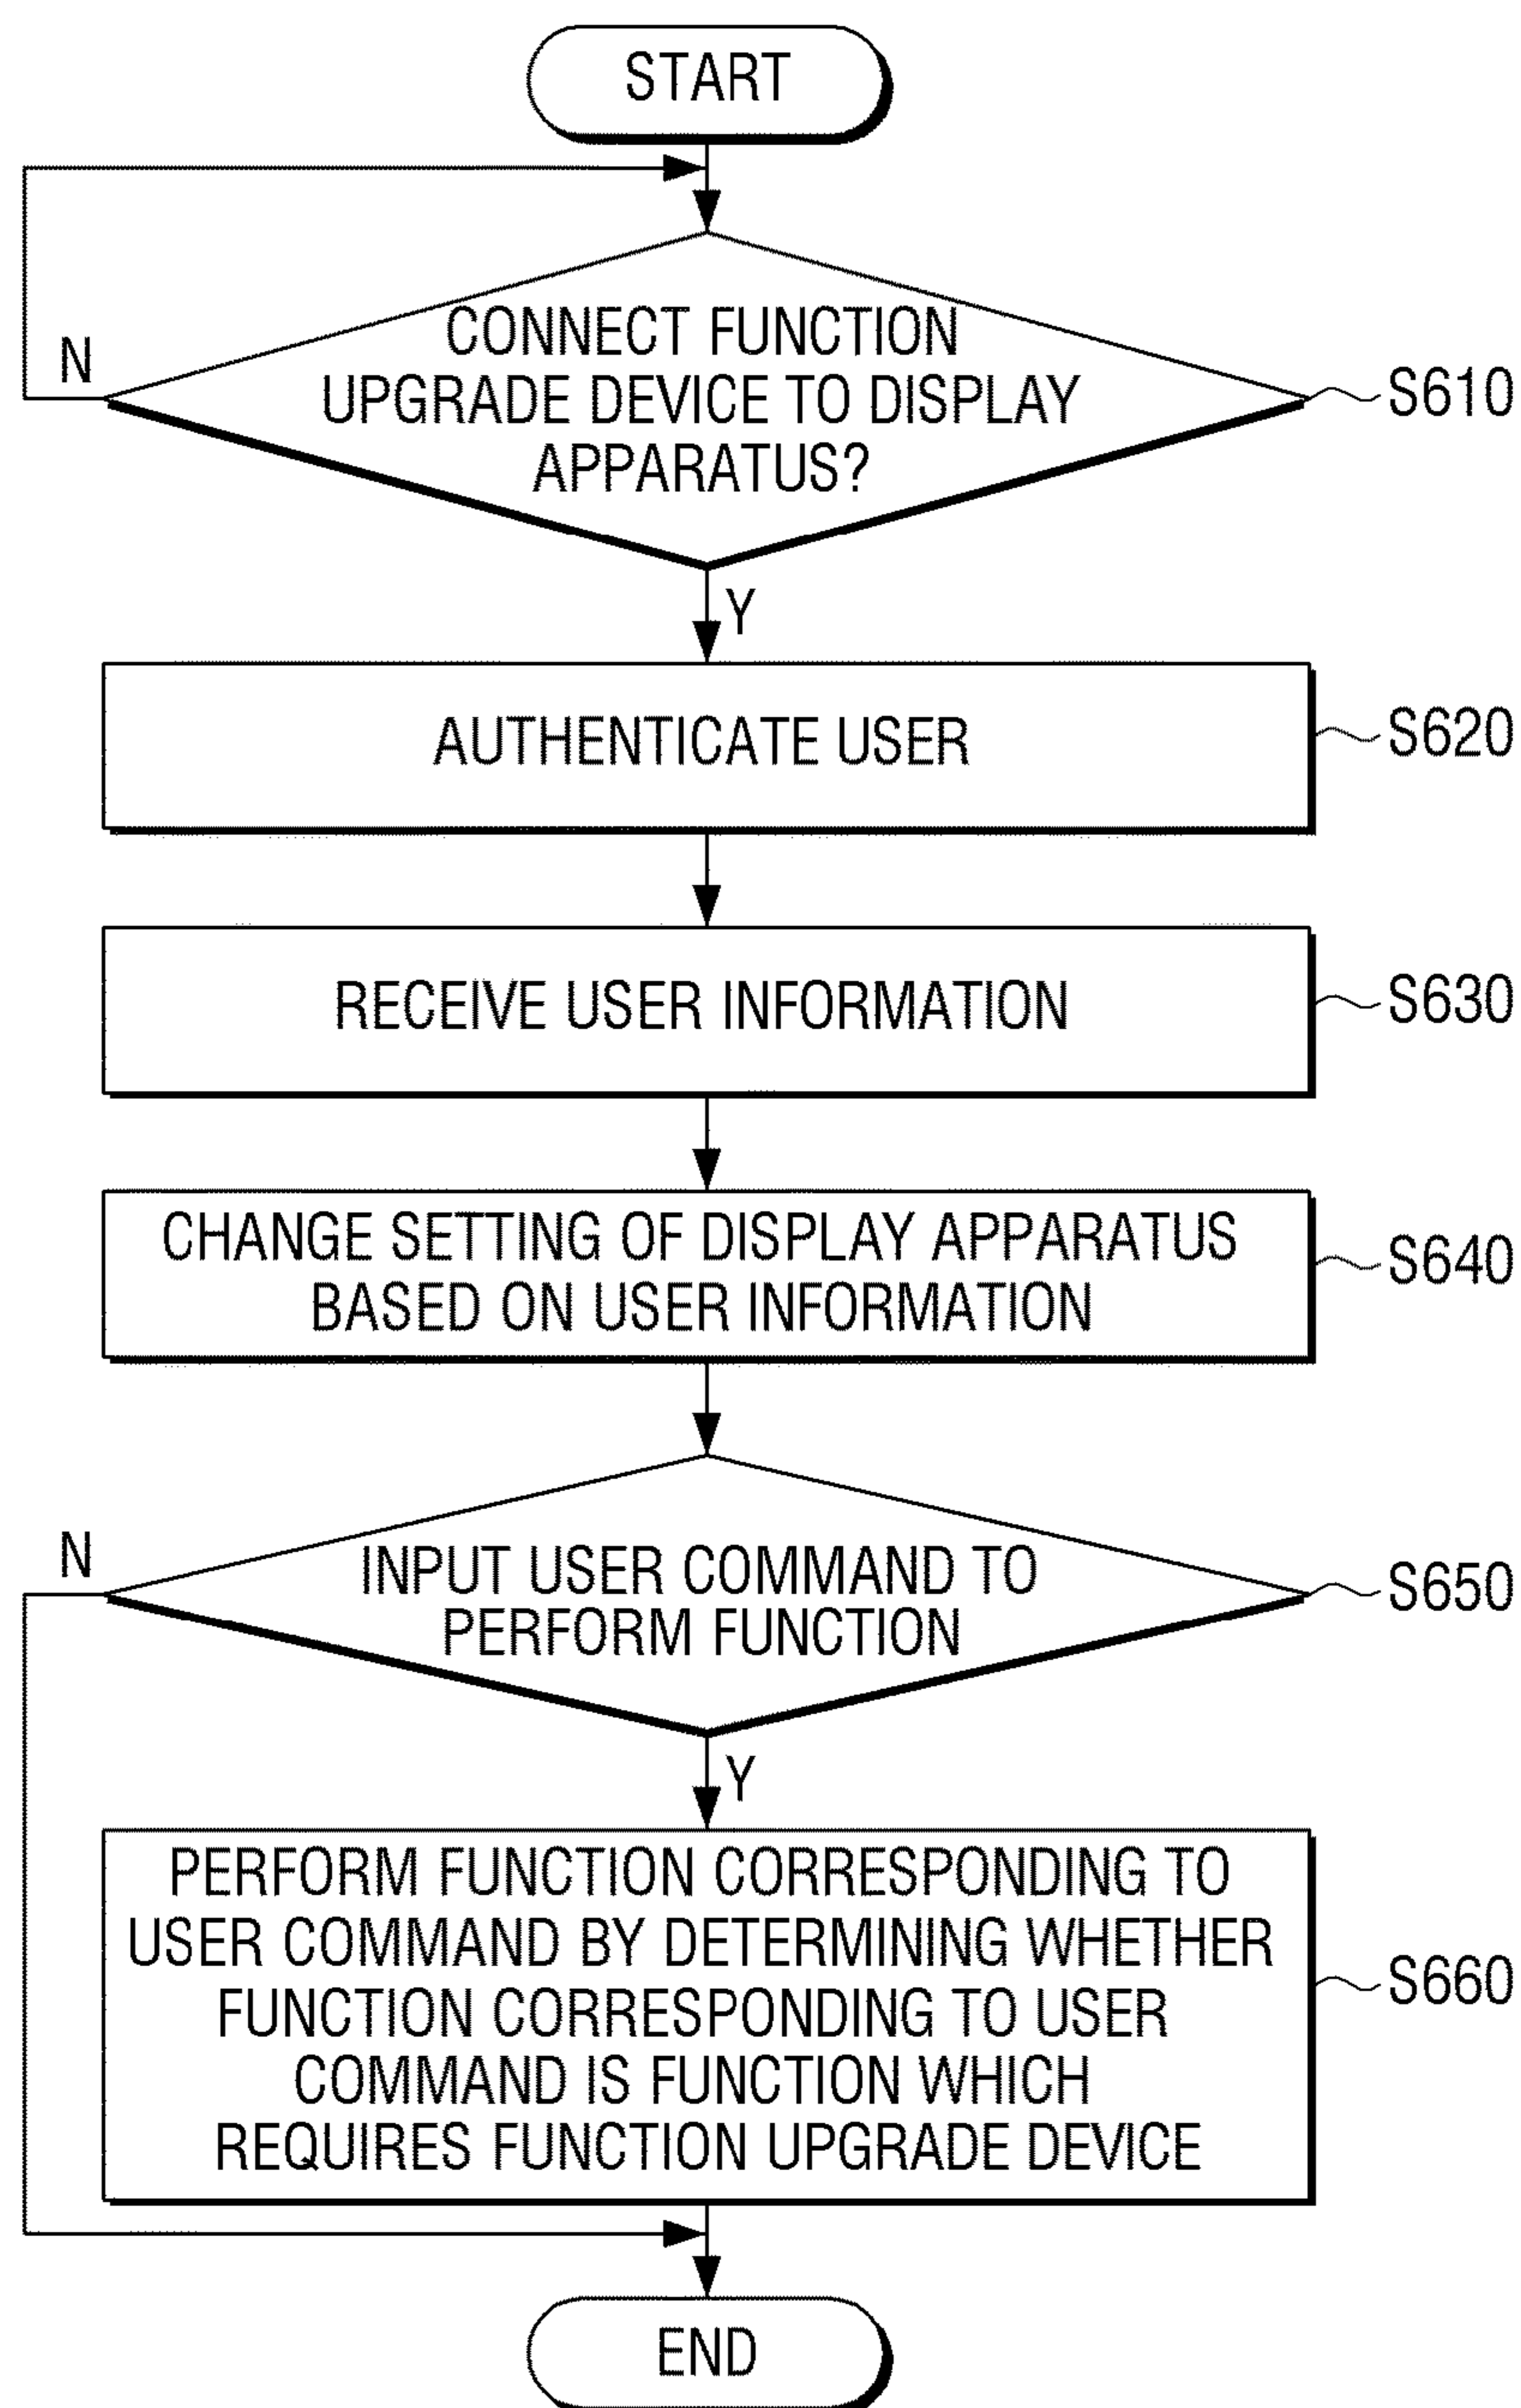 START
N
CONNECT FUNCTION
UPGRADE DEVICE TO DISPLAY
APPARATUS?
S610
Y
AUTHENTICATE USER
S620
RECEIVE USER INFORMATION
S630
CHANGE SETTING OF DISPLAY APPARATUS
BASED ON USER INFORMATION
S640
N
INPUT USER COMMAND TO
PERFORM FUNCTION
S650
Y
PERFORM FUNCTION CORRESPONDING TO
USER COMMAND BY DETERMINING WHETHER
FUNCTION CORRESPONDING TO USER
COMMAND IS FUNCTION WHICH
REQUIRES FUNCTION UPGRADE DEVICE
S660
END